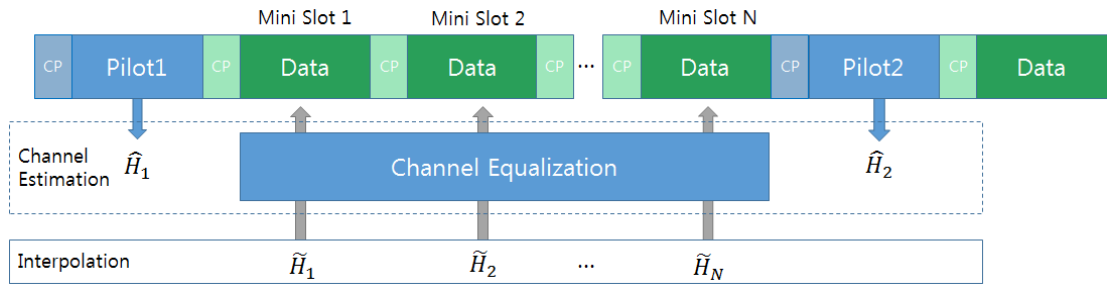 Mini Slot 1 Mini Slot 2 Mini Slot N
CP Pilot1 CP Data CP Data CP ... CP Data CP Pilot2 CP Data
Channel
Estimation
Ĥ₁ Channel Equalization Ĥ₂
Interpolation H̃₁ H̃₂ ... H̃_N